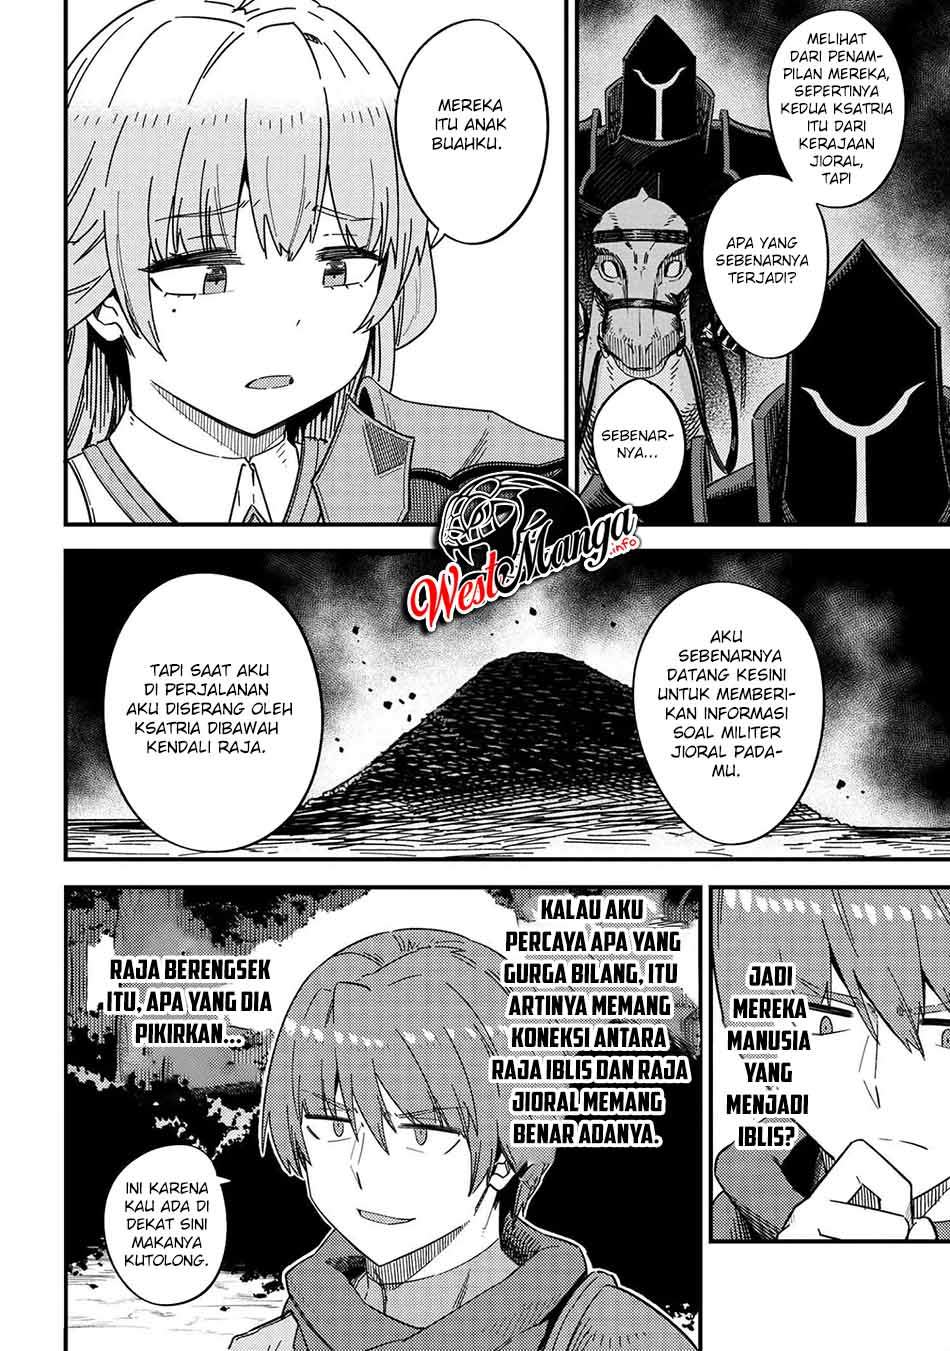 MELIHAT
DARI PENAM-
PILAN MEREKA,
SEPERTINYA
KEDUA KSATRIA
ITU DARI
KERAJAAN
JIORAL,
TAPI
APA YANG
SEBENARNYA
TERJADI?
SEBENAR-
NYA...
MEREKA
ITU ANAK
BUAHKU.
WestManga
.info
AKU
SEBENARNYA
DATANG KESINI
UNTUK MEMBERI-
KAN INFORMASI
SOAL MILITER
JIORAL PADA-
MU.
TAPI SAAT AKU
DI PERJALANAN
AKU DISERANG OLEH
KSATRIA DIBAWAH
KENDALI RAJA.
JADI
MEREKA
MANUSIA
YANG
MENJADI
IBLIS?
KALAU AKU
PERCAYA APA YANG
GURGA BILANG, ITU
ARTINYA MEMANG
KONEKSI ANTARA
RAJA IBLIS DAN RAJA
JIORAL MEMANG
BENAR ADANYA.
RAJA BERENGSEK
ITU, APA YANG DIA
PIKIRKAN...
INI KARENA
KAU ADA DI
DEKAT SINI
MAKANYA
KUTOLONG.